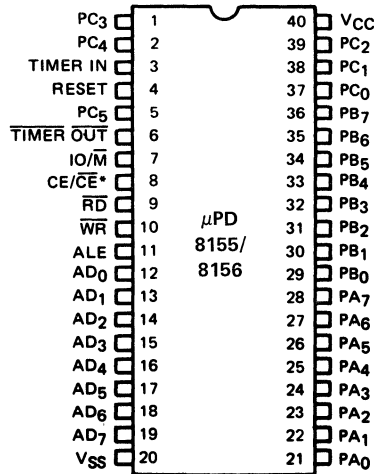 PC3 1 40 VCC
PC4 2 39 PC2
TIMER IN 3 38 PC1
RESET 4 37 PC0
PC5 5 36 PB7
TIMER OUT 6 35 PB6
IO/M 7 34 PB5
CE/CE* 8 33 PB4
RD 9 32 PB3
WR 10 31 PB2
ALE 11 30 PB1
AD0 12 29 PB0
AD1 13 28 PA7
AD2 14 27 PA6
AD3 15 26 PA5
AD4 16 25 PA4
AD5 17 24 PA3
AD6 18 23 PA2
AD7 19 22 PA1
VSS 20 21 PA0
μPD
8155/
8156